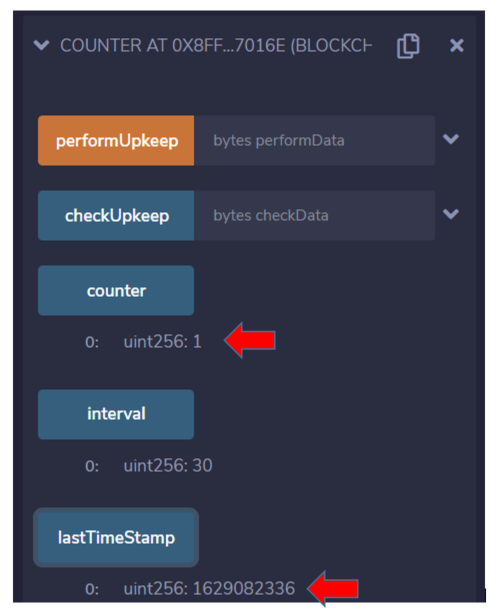 COUNTER AT 0X8FF...7016E (BLOCKCH
performUpkeep bytes performData
checkUpkeep bytes checkData
counter
0: uint256: 1
interval
0: uint256: 30
lastTimeStamp
0: uint256: 1629082336